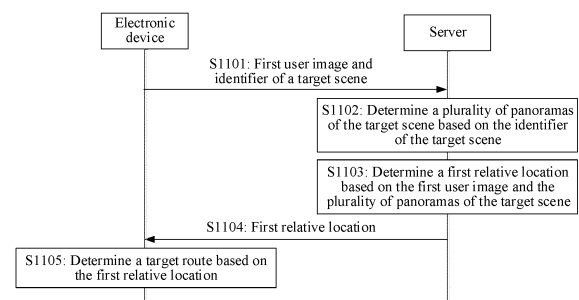 Electronic
device
Server
S1101: First user image and
identifier of a target scene
S1102: Determine a plurality of panoramas
of the target scene based on the identifier
of the target scene
S1103: Determine a first relative location
based on the first user image and the
plurality of panoramas of the target scene
S1104: First relative location
S1105: Determine a target route based on
the first relative location